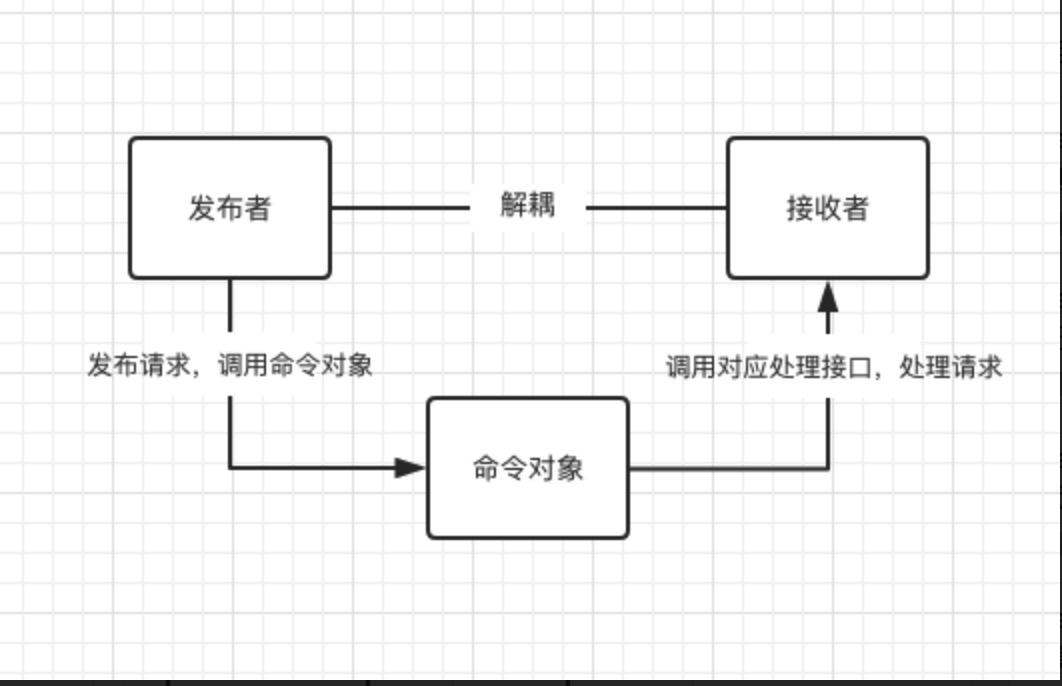 发布者
解耦
接收者
发布请求，调用命令对象
调用对应处理接口，处理请求
命令对象